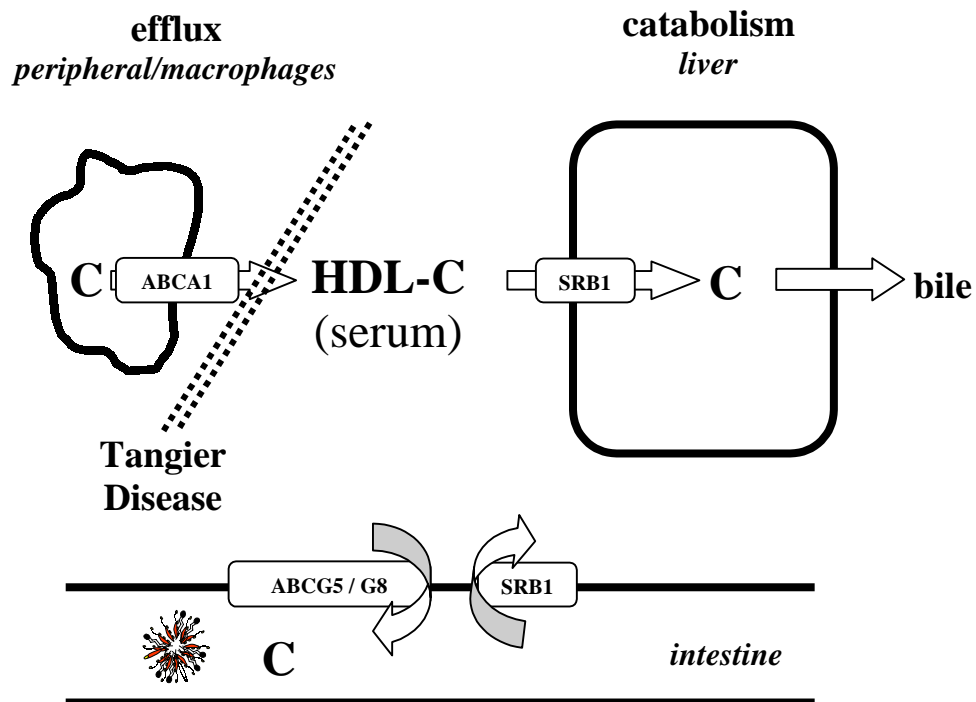 efflux
peripheral/macrophages
catabolism
liver
C
ABCA1
HDL-C
(serum)
SRB1
C
bile
Tangier
Disease
ABCG5 / G8
SRB1
C
intestine